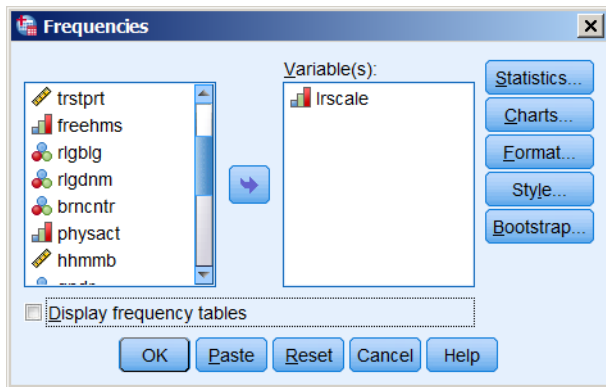 Frequencies
Variable(s):
trstprt
freehms
rlgblg
rlgdnm
brncntr
physact
hhmmb
lrscale
Statistics...
Charts...
Format...
Style...
Bootstrap...
Display frequency tables
OK Paste Reset Cancel Help